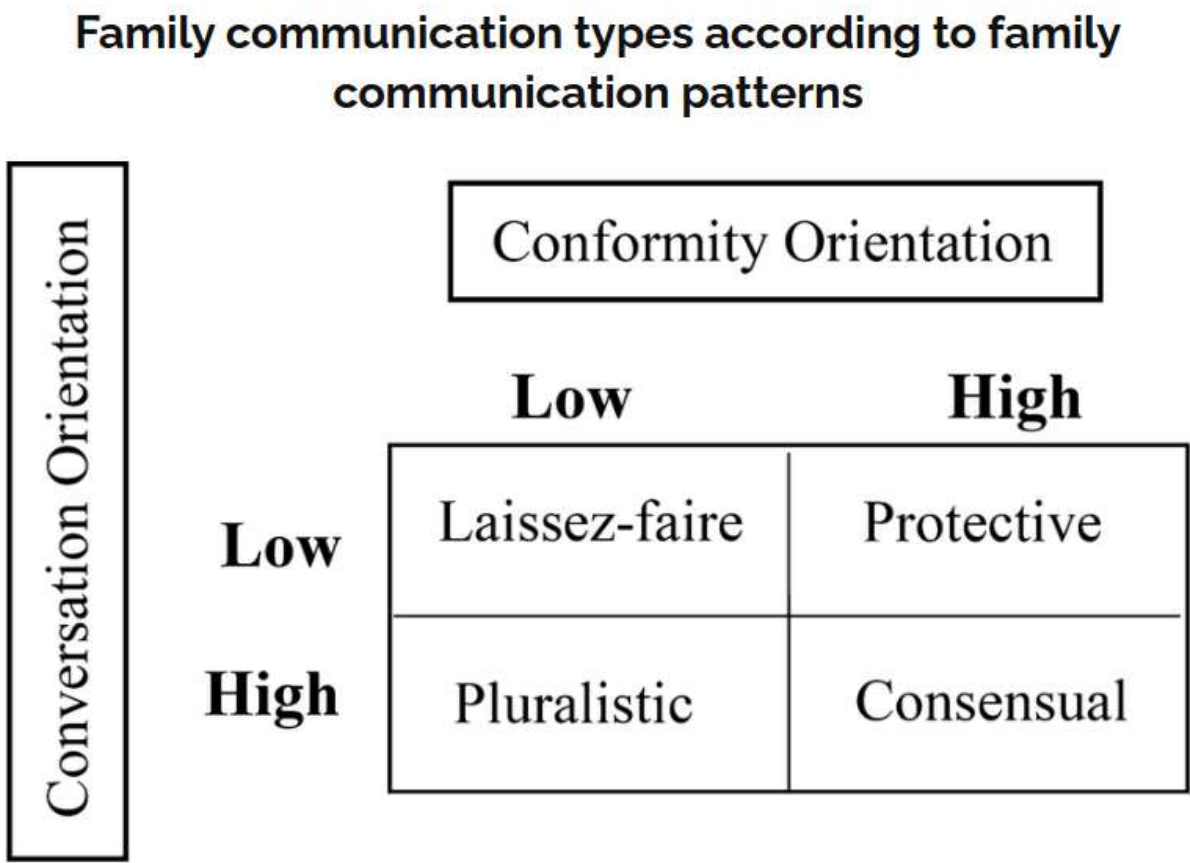 Family communication types according to family
communication patterns
Conversation Orientation
Conformity Orientation
Low High
Low Laissez-faire Protective
High Pluralistic Consensual